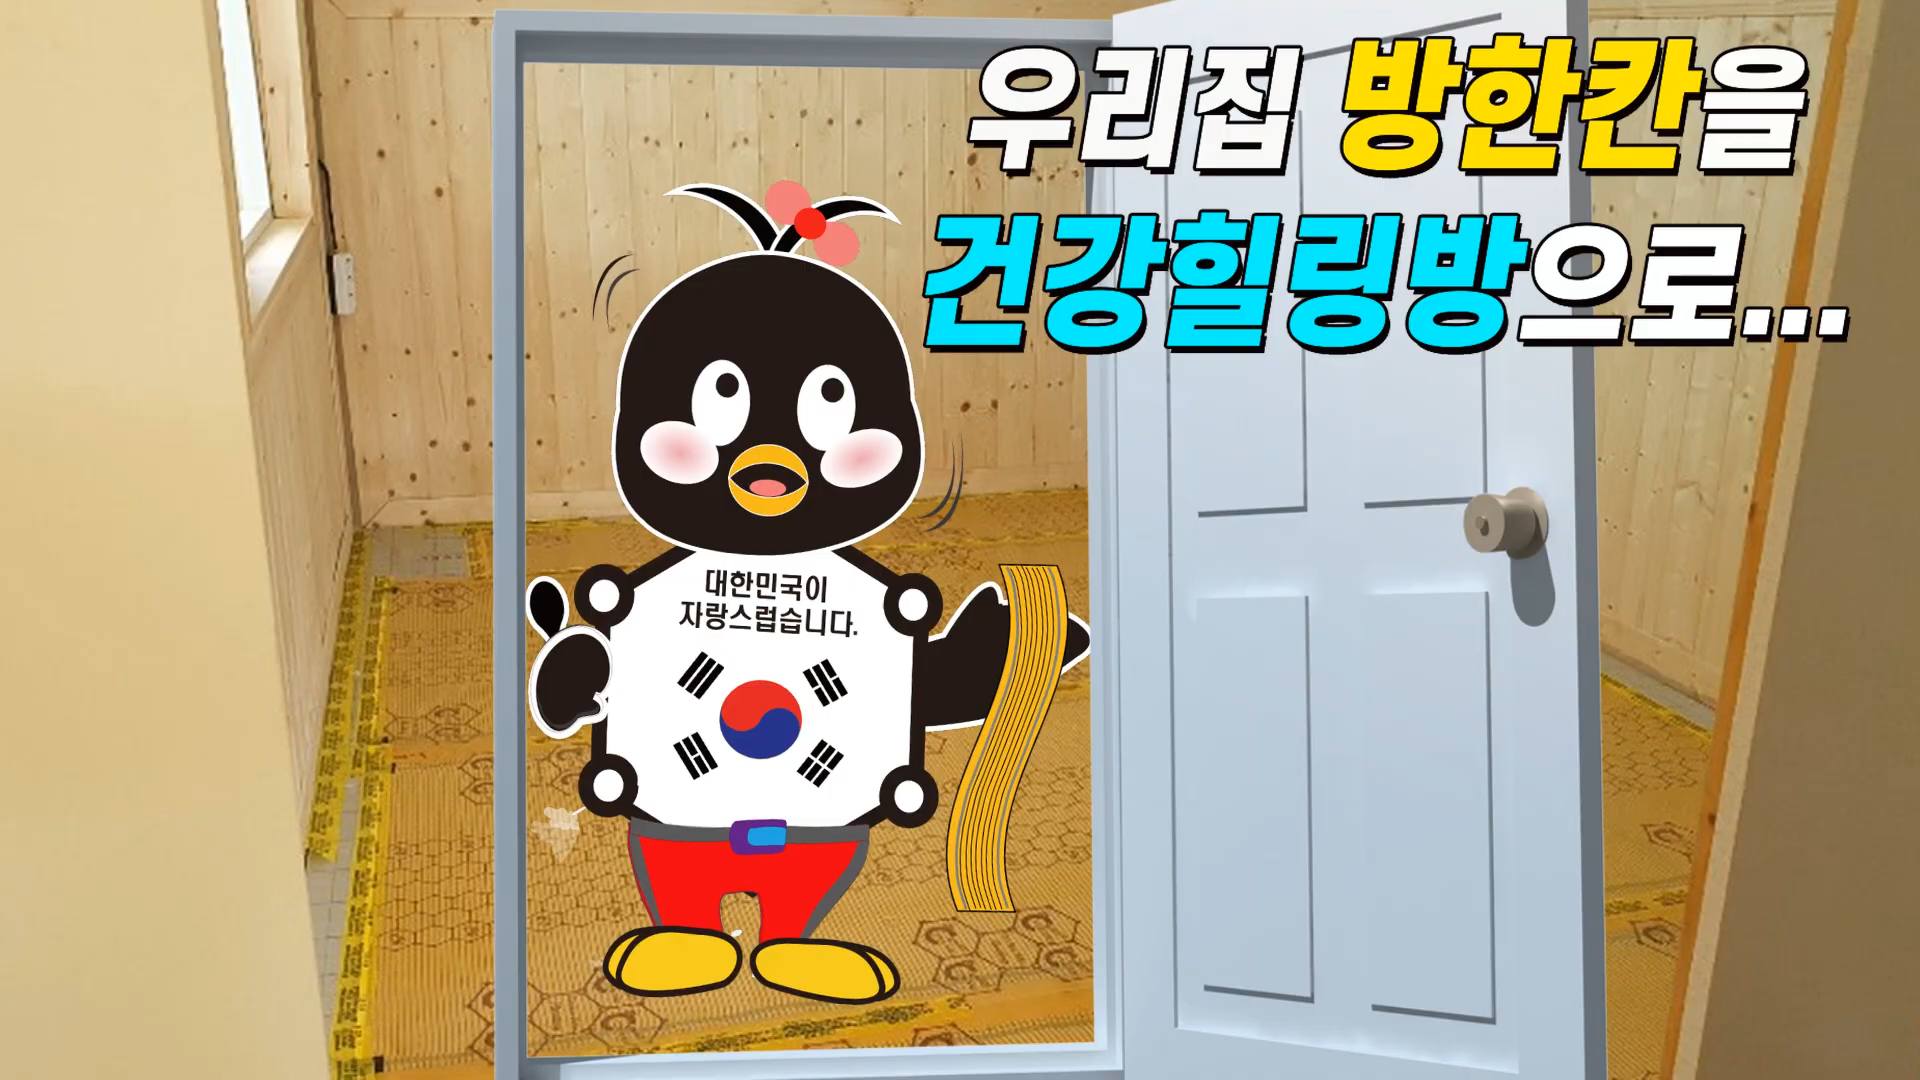 우리집 방한칸을
건강힐링방으로...
대한민국이
자랑스럽습니다.